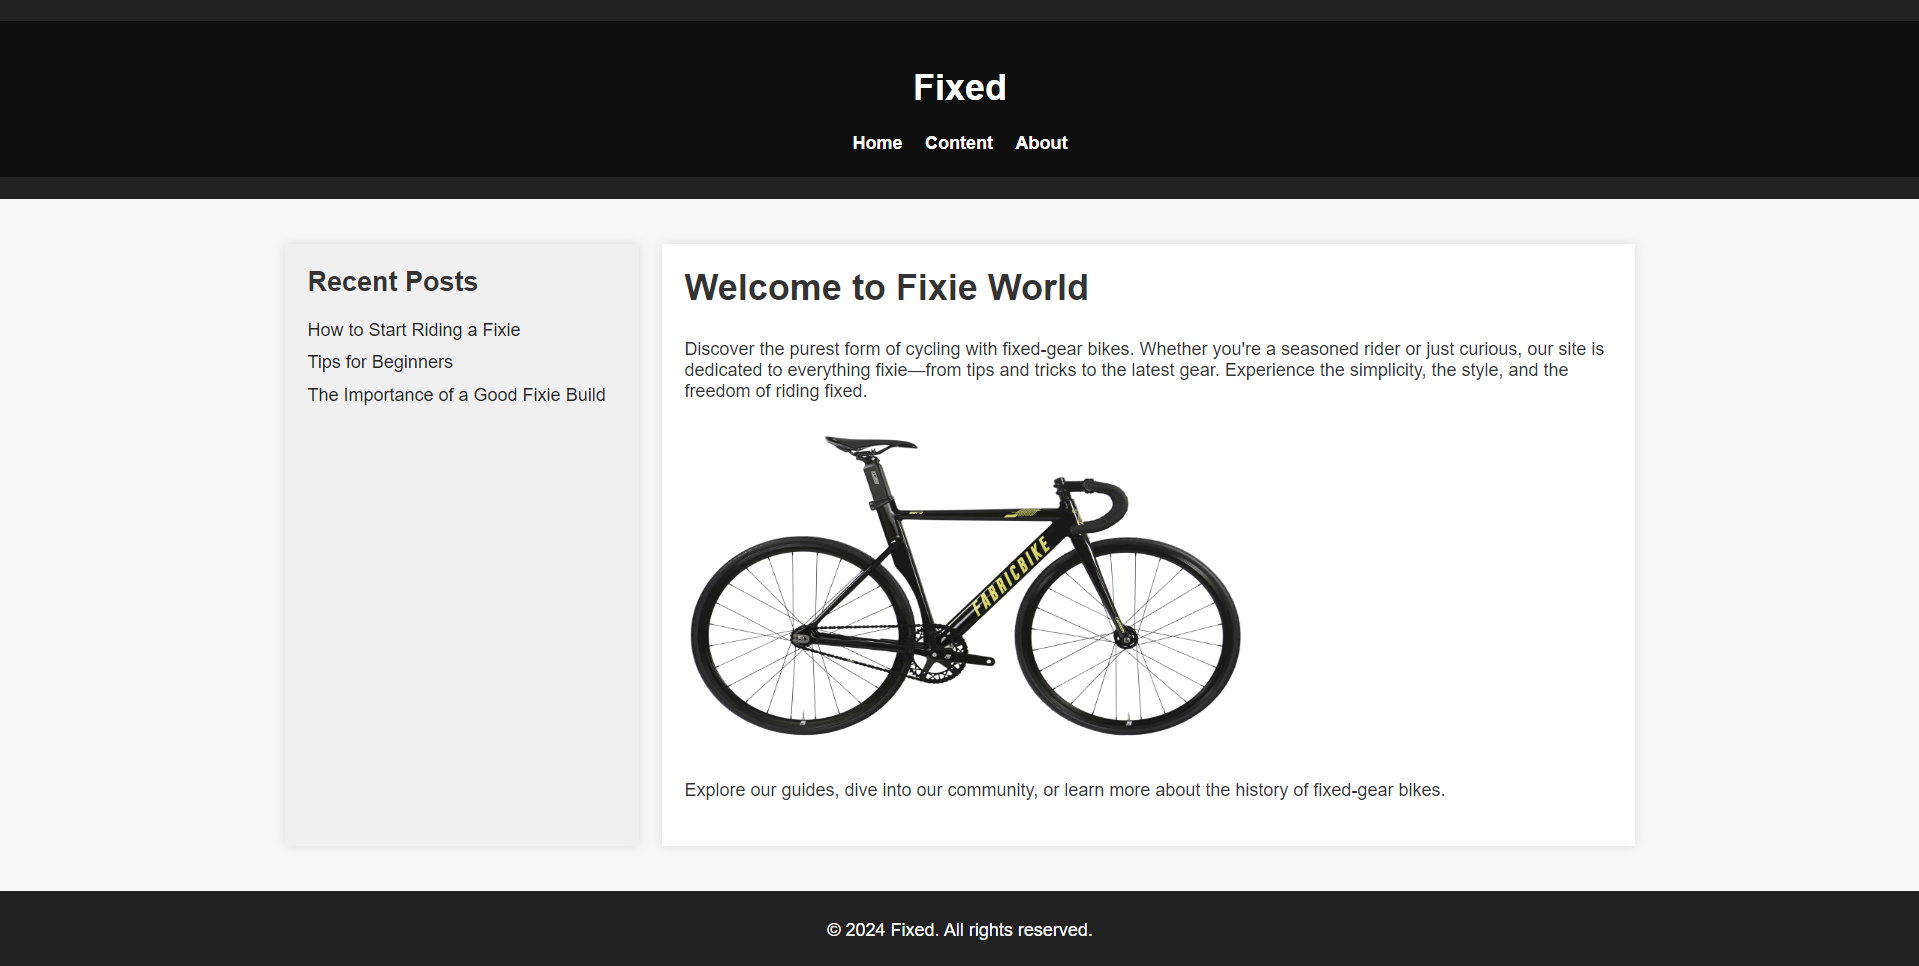 Fixed
Home Content About
Recent Posts
How to Start Riding a Fixie
Tips for Beginners
The Importance of a Good Fixie Build
Welcome to Fixie World
Discover the purest form of cycling with fixed-gear bikes. Whether you're a seasoned rider or just curious, our site is
dedicated to everything fixie—from tips and tricks to the latest gear. Experience the simplicity, the style, and the
freedom of riding fixed.
FABRICBIKE
Explore our guides, dive into our community, or learn more about the history of fixed-gear bikes.
© 2024 Fixed. All rights reserved.